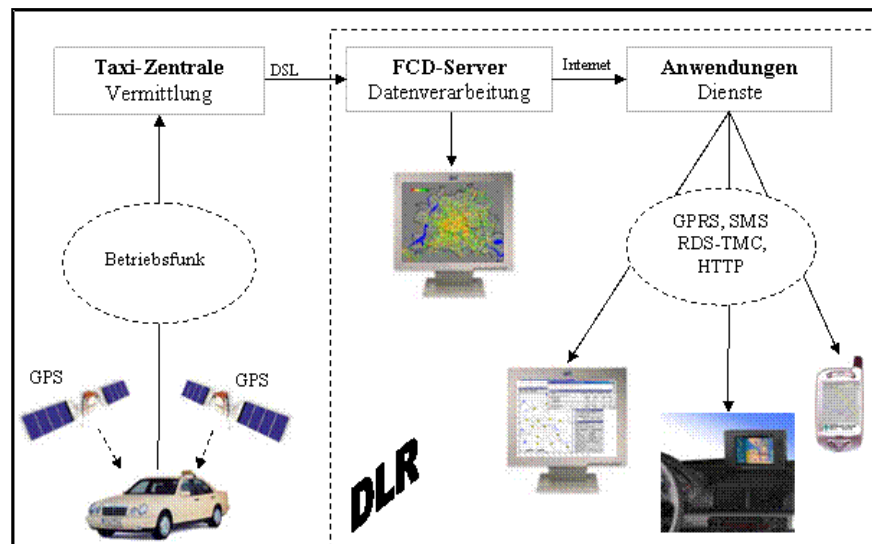 Taxi-Zentrale
Vermittlung
DSL
FCD-Server
Datenverarbeitung
Internet
Anwendungen
Dienste
Betriebsfunk
GPRS, SMS
RDS-TMC,
HTTP
GPS
GPS
DLR